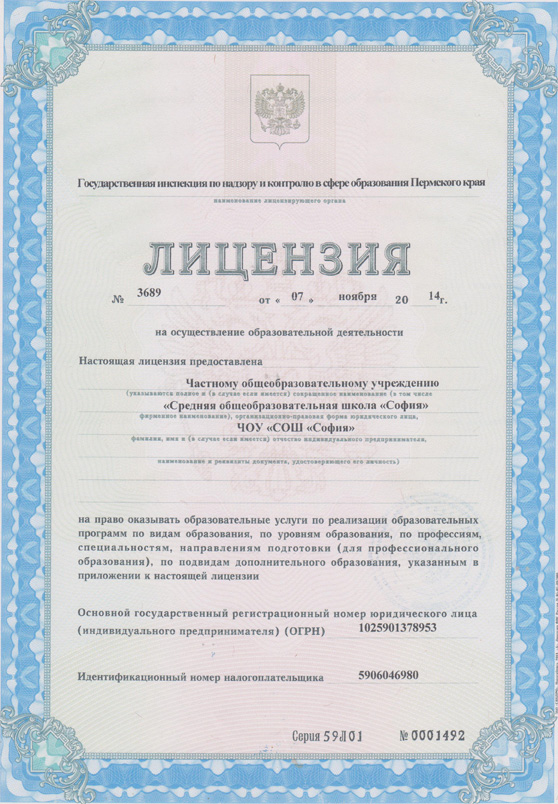 Государственная инспекция по надзору и контролю в сфере образования Пермского края
наименование лицензирующего органа
ЛИЦЕНЗИЯ
№ 3689 от « 07 » ноября 20 14 г.
на осуществление образовательной деятельности
Настоящая лицензия предоставлена
Частному общеобразовательному учреждению
(указываются полное и (в случае если имеется) сокращенное наименование (в том числе
«Средняя общеобразовательная школа «София»
фирменное наименование), организационно-правовая форма юридического лица,
ЧОУ «СОШ «София»
фамилия, имя и (в случае если имеется) отчество индивидуального предпринимателя,
наименование и реквизиты документа, удостоверяющего его личность)
на право оказывать образовательные услуги по реализации образовательных
программ по видам образования, по уровням образования, по профессиям,
специальностям, направлениям подготовки (для профессионального
образования), по подвидам дополнительного образования, указанным в
приложении к настоящей лицензии
Основной государственный регистрационный номер юридического лица
(индивидуального предпринимателя) (ОГРН) 1025901378953
Идентификационный номер налогоплательщика 5906046980
Серия 59Л01 № 0001492